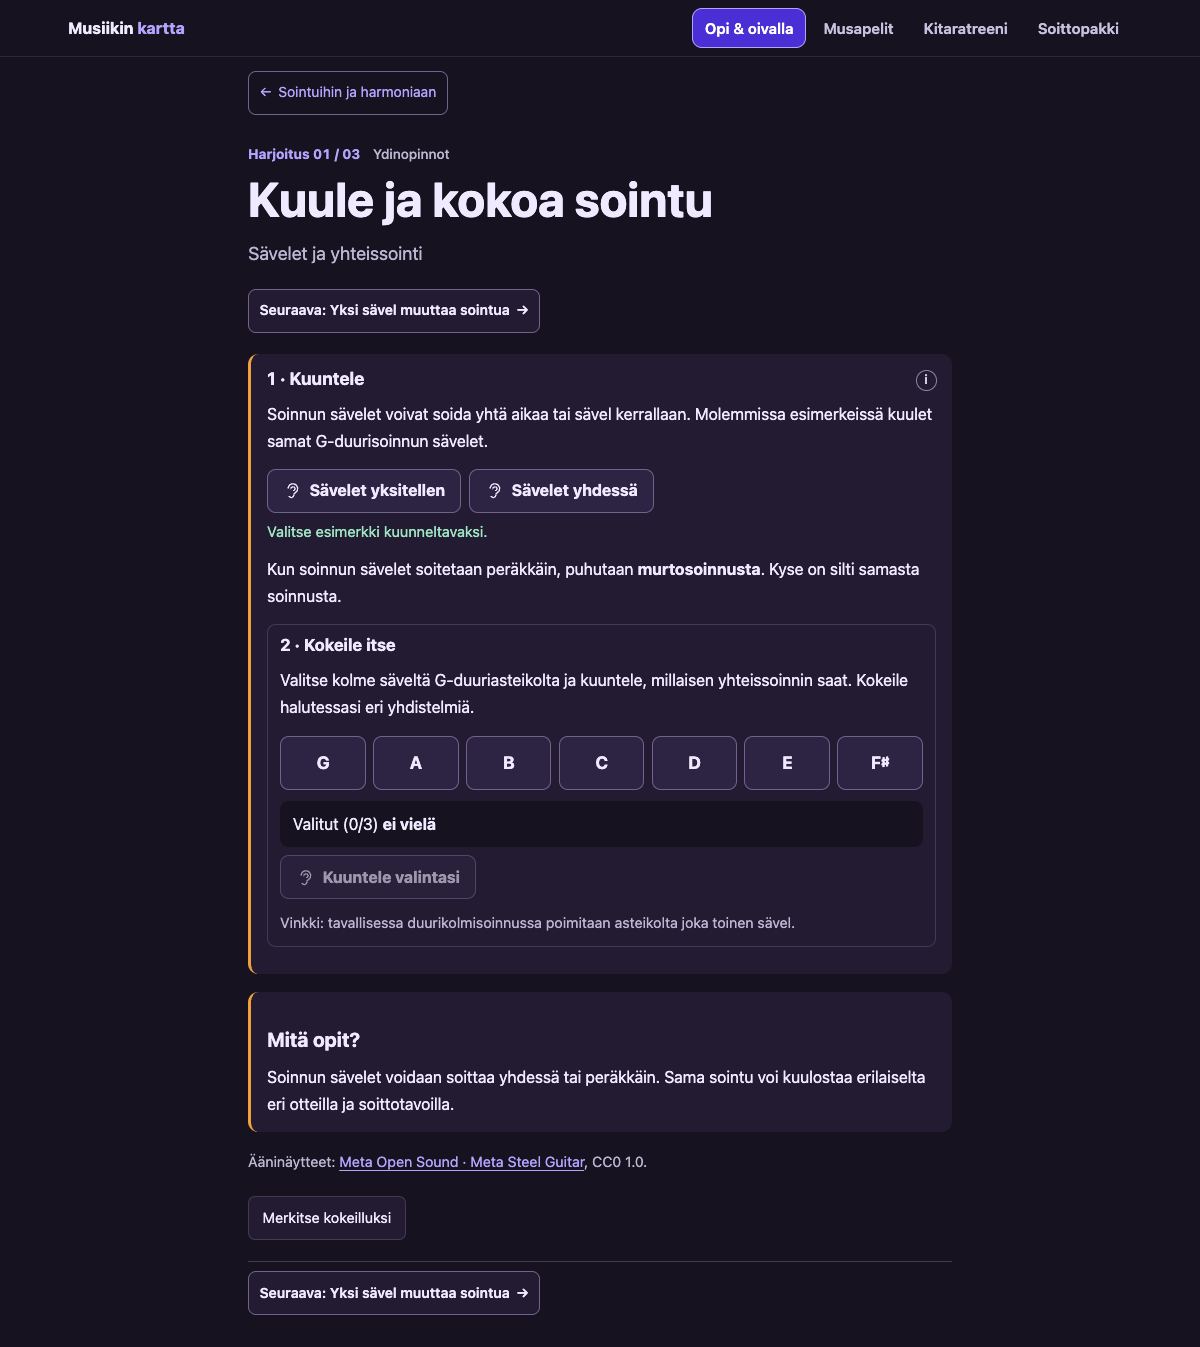 Musiikin kartta
Opi & oivalla
Musapelit
Kitaratreeni
Soittopakki
← Sointuihin ja harmoniaan
Harjoitus 01 / 03 Ydinopinnot
Kuule ja kokoa sointu
Sävelet ja yhteissointi
Seuraava: Yksi sävel muuttaa sointua →
1 · Kuuntele
i
Soinnun sävelet voivat soida yhtä aikaa tai sävel kerrallaan. Molemmissa esimerkeissä kuulet
samat G-duurisoinnun sävelet.
Sävelet yksitellen
Sävelet yhdessä
Valitse esimerkki kuunneltavaksi.
Kun soinnun sävelet soitetaan peräkkäin, puhutaan murtosoinnusta. Kyse on silti samasta
soinnusta.
2 · Kokeile itse
Valitse kolme säveltä G-duuriasteikolta ja kuuntele, millaisen yhteissoinnin saat. Kokeile
halutessasi eri yhdistelmiä.
G A B C D E F♯
Valitut (0/3) ei vielä
Kuuntele valintasi
Vinkki: tavallisessa duurikolmisoinnussa poimitaan asteikolta joka toinen sävel.
Mitä opit?
Soinnun sävelet voidaan soittaa yhdessä tai peräkkäin. Sama sointu voi kuulostaa erilaiselta
eri otteilla ja soittotavoilla.
Ääninäytteet: Meta Open Sound · Meta Steel Guitar, CC0 1.0.
Merkitse kokeilluksi
Seuraava: Yksi sävel muuttaa sointua →